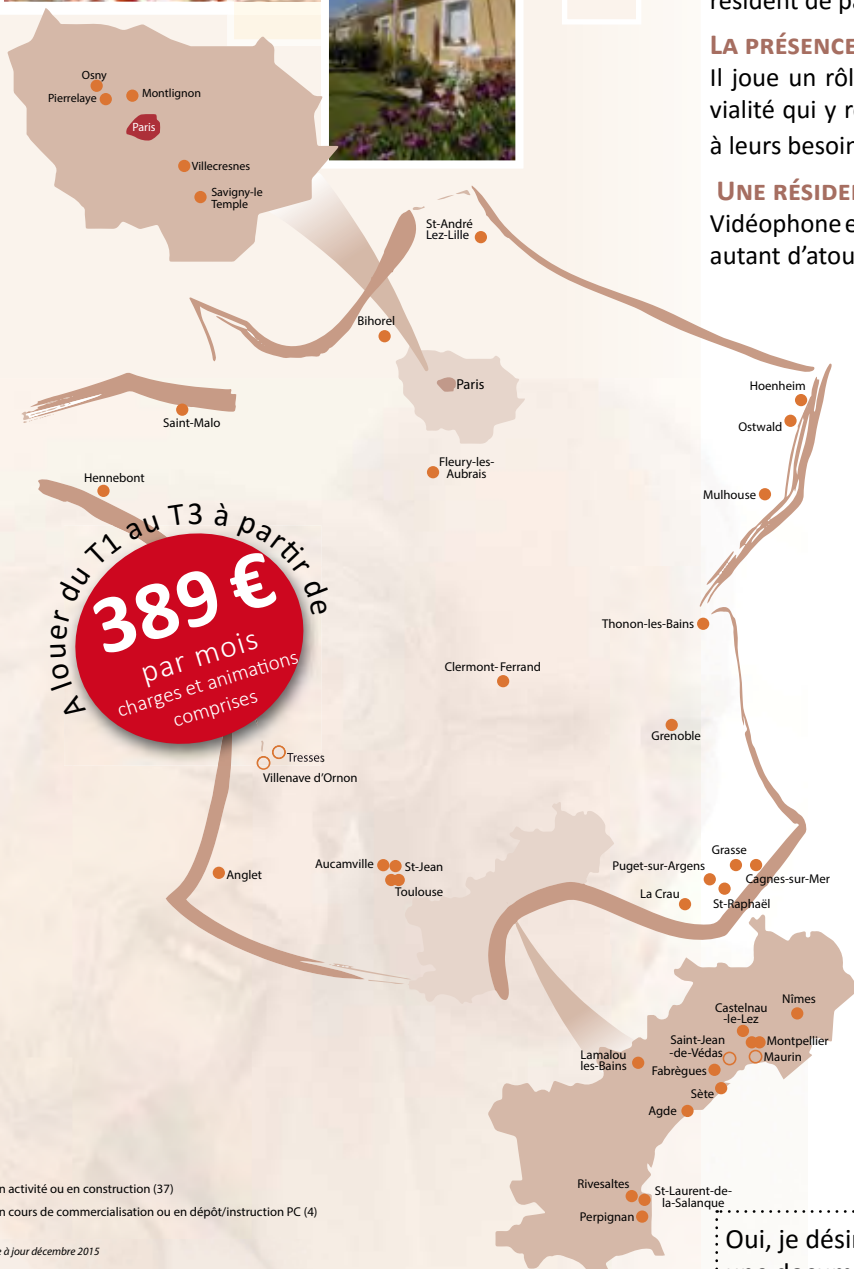 résident de
LA PRÉSENCE
Il joue un
vialité qui y
à leurs
UNE
Vidéophone
autant
Osny
Pierrelaye
Montlignon
Paris
Villecresnes
Savigny-le
Temple
St-André
Lez-Lille
Bihorel
Paris
Saint-Malo
Hennebont
Fleury-les-
Aubrais
Hoenheim
Ostwald
Mulhouse
A louer du T1 au T3 à partir de
389 €
par mois
charges et animations
comprises
Thonon-les-Bains
Clermont-Ferrand
Grenoble
Tresses
Villenave d'Ornon
Anglet
Aucamville
St-Jean
Toulouse
Grasse
Puget-sur-Argens
Cagnes-sur-Mer
La Crau
St-Raphaël
Nîmes
Castelnau
-le-Lez
Saint-Jean
-de-Védas
Montpellier
Maurin
Lamalou
les-Bains
Fabrègues
Sète
Agde
Rivesaltes
St-Laurent-de-
la-Salanque
Perpignan
n activité ou en construction (37)
n cours de commercialisation ou en dépôt/instruction PC (4)
à jour décembre 2015
Oui, je